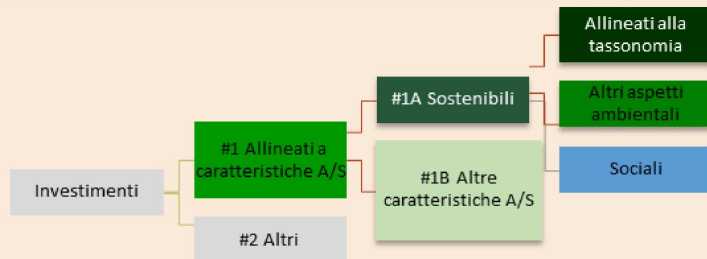 Allineati alla
tassonomia
#1A Sostenibili
Altri aspetti
ambientali
#1 Allineati a
caratteristiche A/S
#1B Altre
caratteristiche A/S
Sociali
Investimenti
#2 Altri